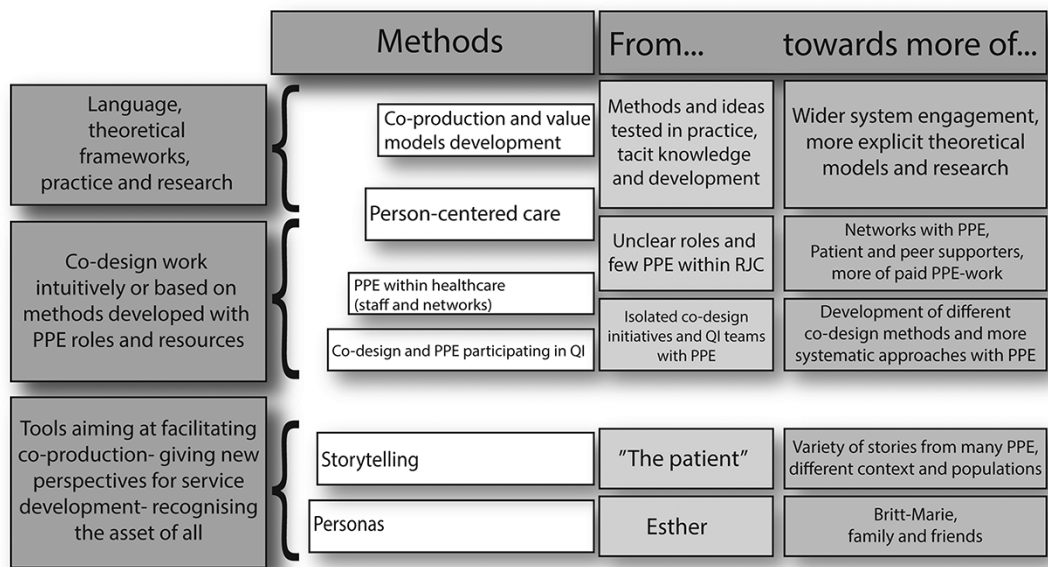 Methods
From...
towards more of...
Language,
theoretical
frameworks,
practice and research
Co-production and value
models development
Person-centered care
Methods and ideas
tested in practice,
tacit knowledge
and development
Wider system engagement,
more explicit theoretical
models and research
Co-design work
intuitively or based on
methods developed with
PPE roles and resources
PPE within healthcare
(staff and networks)
Co-design and PPE participating in QI
Unclear roles and
few PPE within RJC
Networks with PPE,
Patient and peer supporters,
more of paid PPE-work
Isolated co-design
initiatives and QI teams
with PPE
Development of different
co-design methods and more
systematic approaches with PPE
Tools aiming at facilitating
co-production- giving new
perspectives for service
development- recognising
the asset of all
Storytelling
"The patient"
Variety of stories from many PPE,
different context and populations
Personas
Esther
Britt-Marie,
family and friends